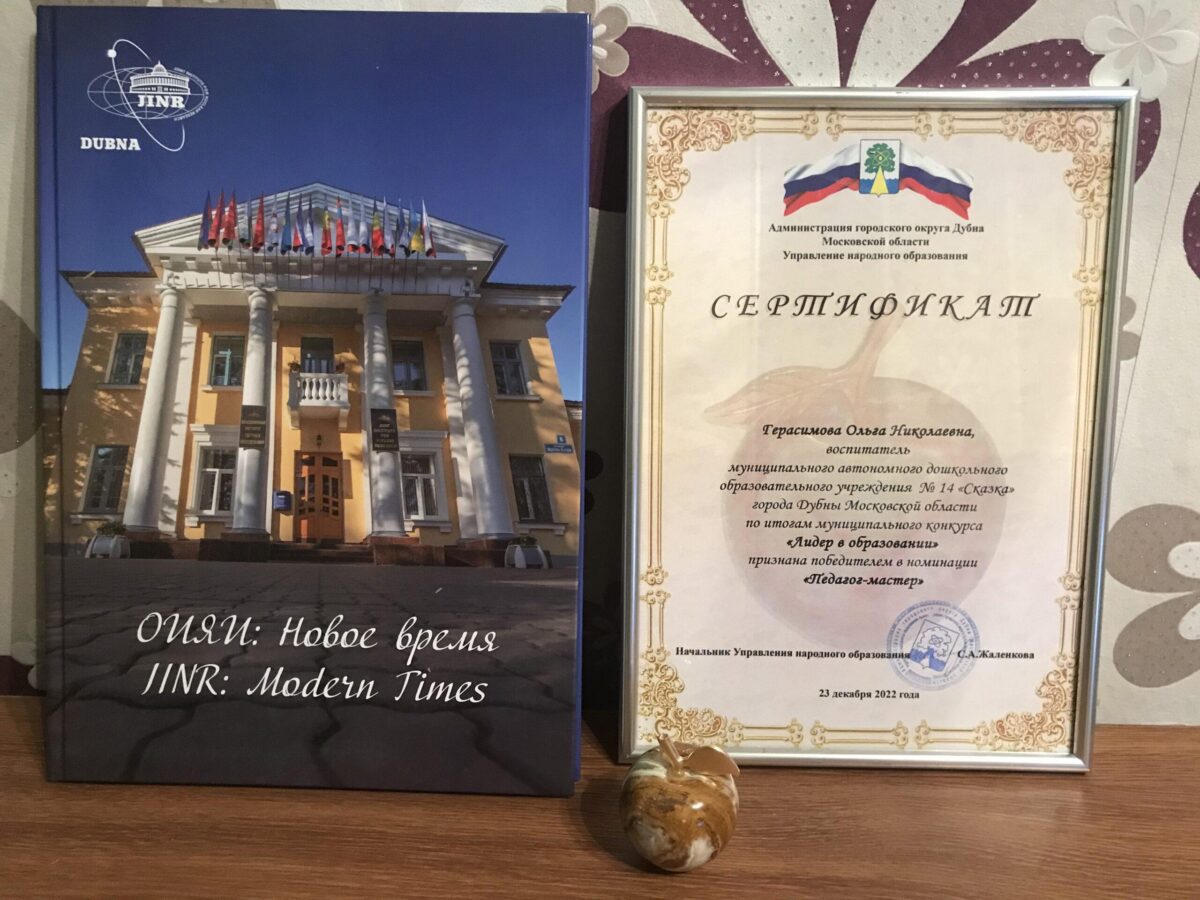 JINR
DUBNA
ОИЯИ: Новое время
JINR: Modern Times
Администрация городского округа Дубна
Московской области
Управление народного образования
СЕРТИФИКАТ
Герасимова Ольга Николаевна,
воспитатель
муниципального автономного дошкольного
образовательного учреждения № 14 «Сказка»
города Дубны Московской области
по итогам муниципального конкурса
«Лидер в образовании»
признана победителем в номинации
«Педагог-мастер»
Начальник Управления народного образования С.А.Жаленкова
23 декабря 2022 года